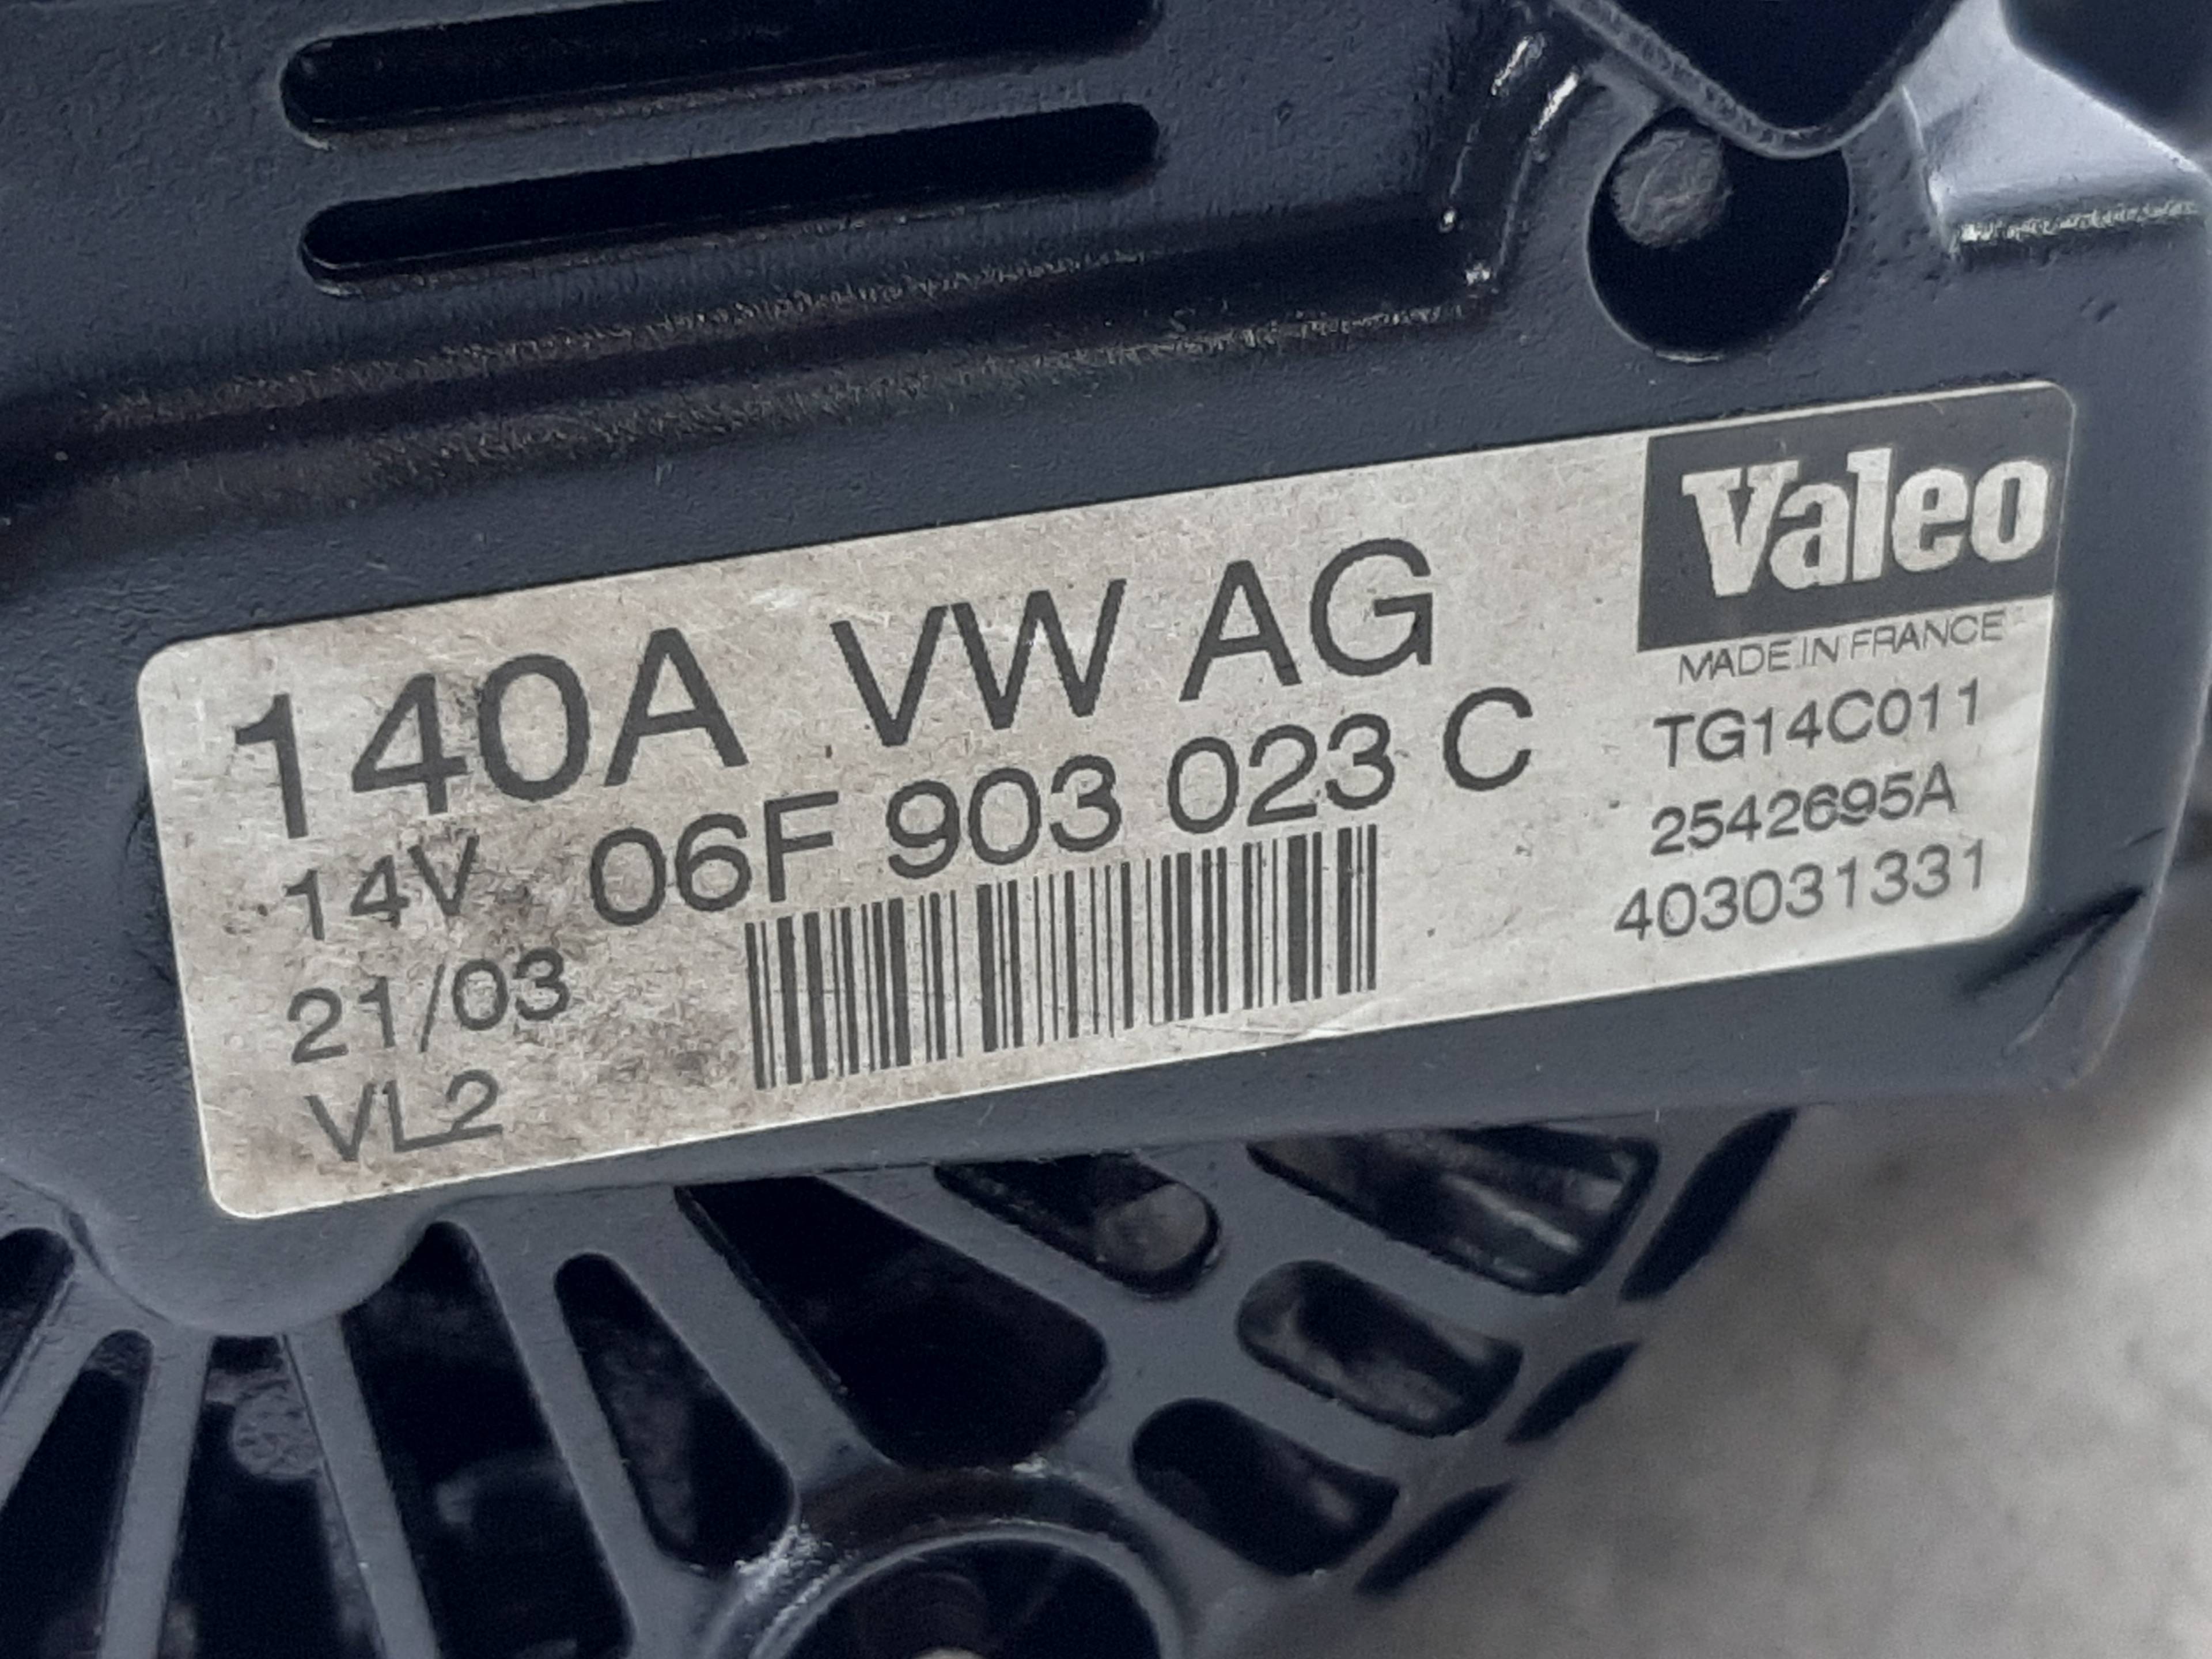 140A VW AG
14V 06F 903 023 C
21/03
VL2
Valeo
MADE IN FRANCE
TG14C011
2542695A
403031331